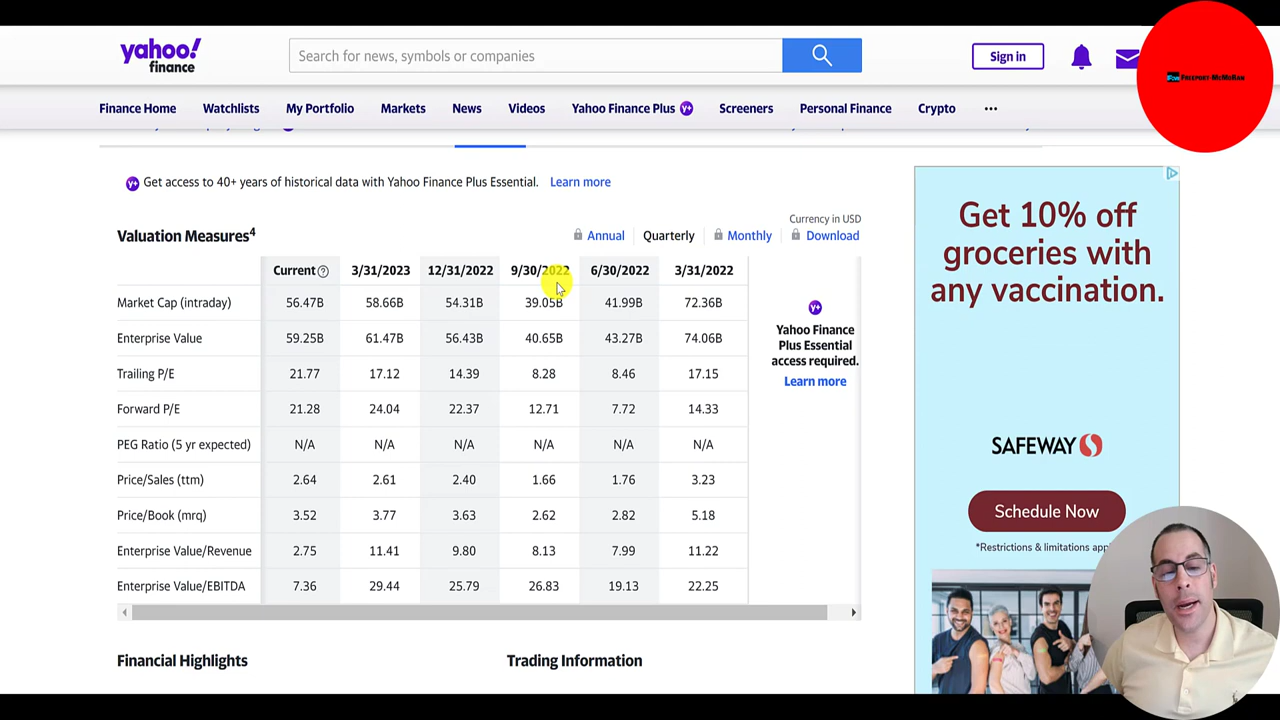 yahoo!
finance
Search for news, symbols or companies
Sign in
FCX FREEPORT-MCMORAN
Finance Home Watchlists My Portfolio Markets News Videos Yahoo Finance Plus Y+ Screeners Personal Finance Crypto ...
Y+ Get access to 40+ years of historical data with Yahoo Finance Plus Essential. Learn more
Currency in USD
Valuation Measures4 Annual Quarterly Monthly Download
Current ? 3/31/2023 12/31/2022 9/30/2022 6/30/2022 3/31/2022
Market Cap (intraday) 56.47B 58.66B 54.31B 39.05B 41.99B 72.36B
Enterprise Value 59.25B 61.47B 56.43B 40.65B 43.27B 74.06B
Trailing P/E 21.77 17.12 14.39 8.28 8.46 17.15
Forward P/E 21.28 24.04 22.37 12.71 7.72 14.33
PEG Ratio (5 yr expected) N/A N/A N/A N/A N/A N/A
Price/Sales (ttm) 2.64 2.61 2.40 1.66 1.76 3.23
Price/Book (mrq) 3.52 3.77 3.63 2.62 2.82 5.18
Enterprise Value/Revenue 2.75 11.41 9.80 8.13 7.99 11.22
Enterprise Value/EBITDA 7.36 29.44 25.79 26.83 19.13 22.25
Y+
Yahoo Finance
Plus Essential
access required.
Learn more
Financial Highlights Trading Information
Get 10% off
groceries with
any vaccination.
SAFEWAY
Schedule Now
*Restrictions & limitations